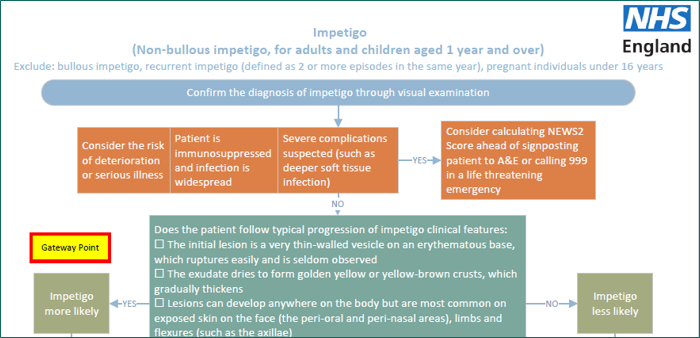 Impetigo
NHS
(Non-bullous impetigo, for adults and children aged 1 year and over)
England
Exclude: bullous impetigo, recurrent impetigo (defined as 2 or more episodes in the same year), pregnant individuals under 16 years
Confirm the diagnosis of impetigo through visual examination
Consider the risk
of deterioration
or serious illness
Patient is
immunosuppressed
and infection is
widespread
Severe complications
suspected (such as
deeper soft tissue
infection)
YES
Consider calculating NEWS2
Score ahead of signposting
patient to A&E or calling 999
in a life threatening
emergency
NO
Gateway Point
Does the patient follow typical progression of impetigo clinical features:
☐ The initial lesion is a very thin-walled vesicle on an erythematous base,
which ruptures easily and is seldom observed
☐ The exudate dries to form golden yellow or yellow-brown crusts, which
gradually thickens
☐ Lesions can develop anywhere on the body but are most common on
exposed skin on the face (the peri-oral and peri-nasal areas), limbs and
flexures (such as the axillae)
YES
Impetigo
more likely
NO
Impetigo
less likely